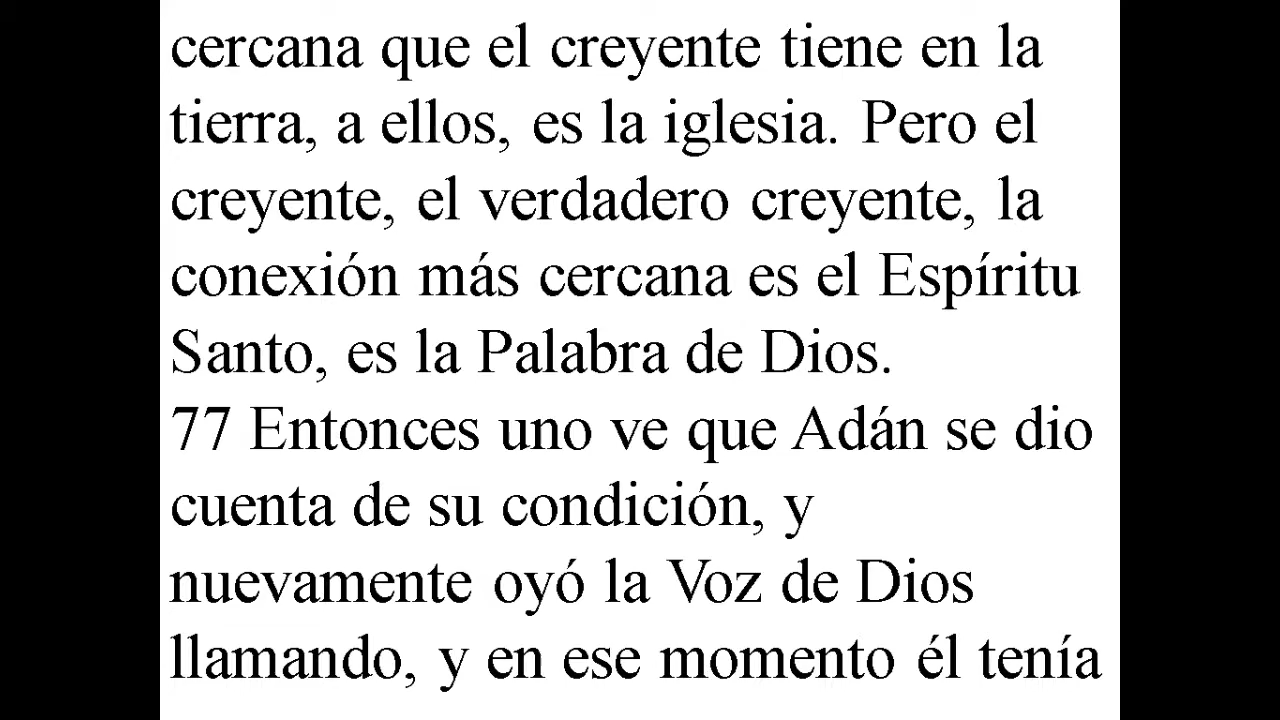 cercana que el creyente tiene en la
tierra, a ellos, es la iglesia. Pero el
creyente, el verdadero creyente, la
conexión más cercana es el Espíritu
Santo, es la Palabra de Dios.
77 Entonces uno ve que Adán se dio
cuenta de su condición, y
nuevamente oyó la Voz de Dios
llamando, y en ese momento él tenía